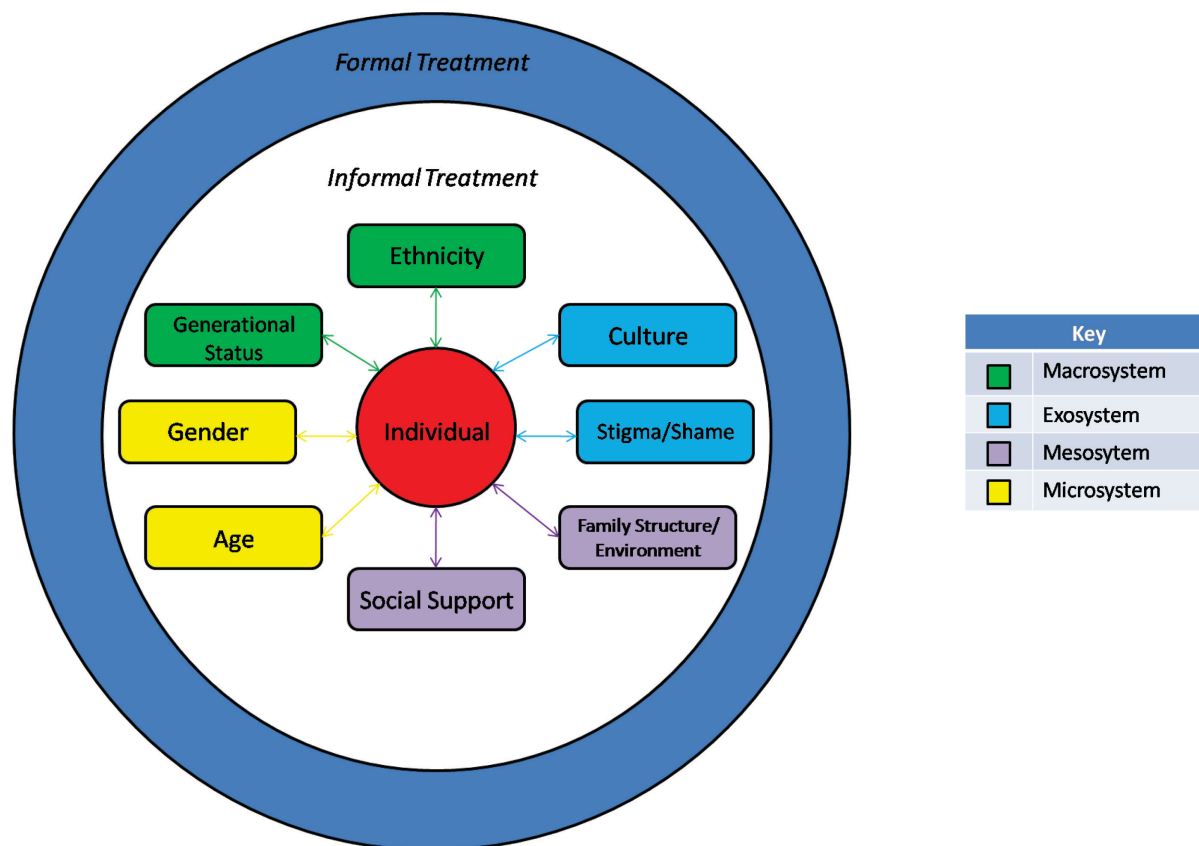 Formal Treatment
Informal Treatment
Ethnicity
Generational
Status
Culture
Gender
Individual
Stigma/Shame
Age
Family Structure/
Environment
Social Support
Key
Macrosystem
Exosystem
Mesosytem
Microsystem